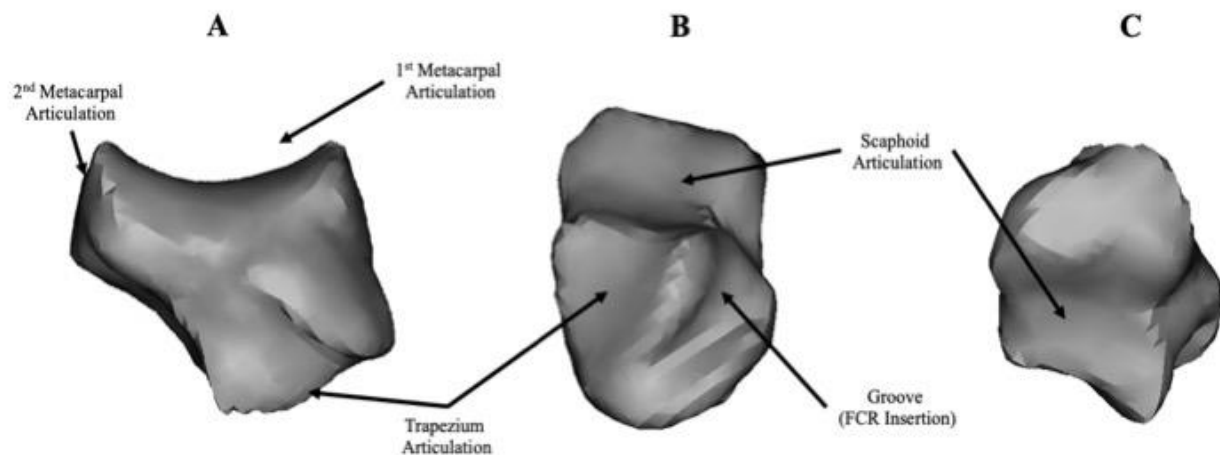 A
B
C
1st Metacarpal
Articulation
2nd Metacarpal
Articulation
Scaphoid
Articulation
Trapezium
Articulation
Groove
(FCR Insertion)